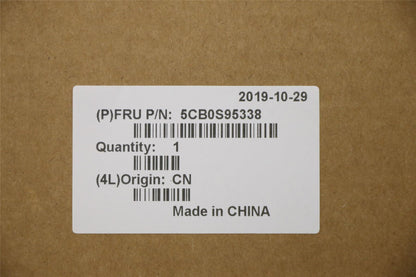 2019-10-29
(P)FRU P/N: 5CB0S95338
Quantity: 1
(4L)Origin: CN
Made in CHINA